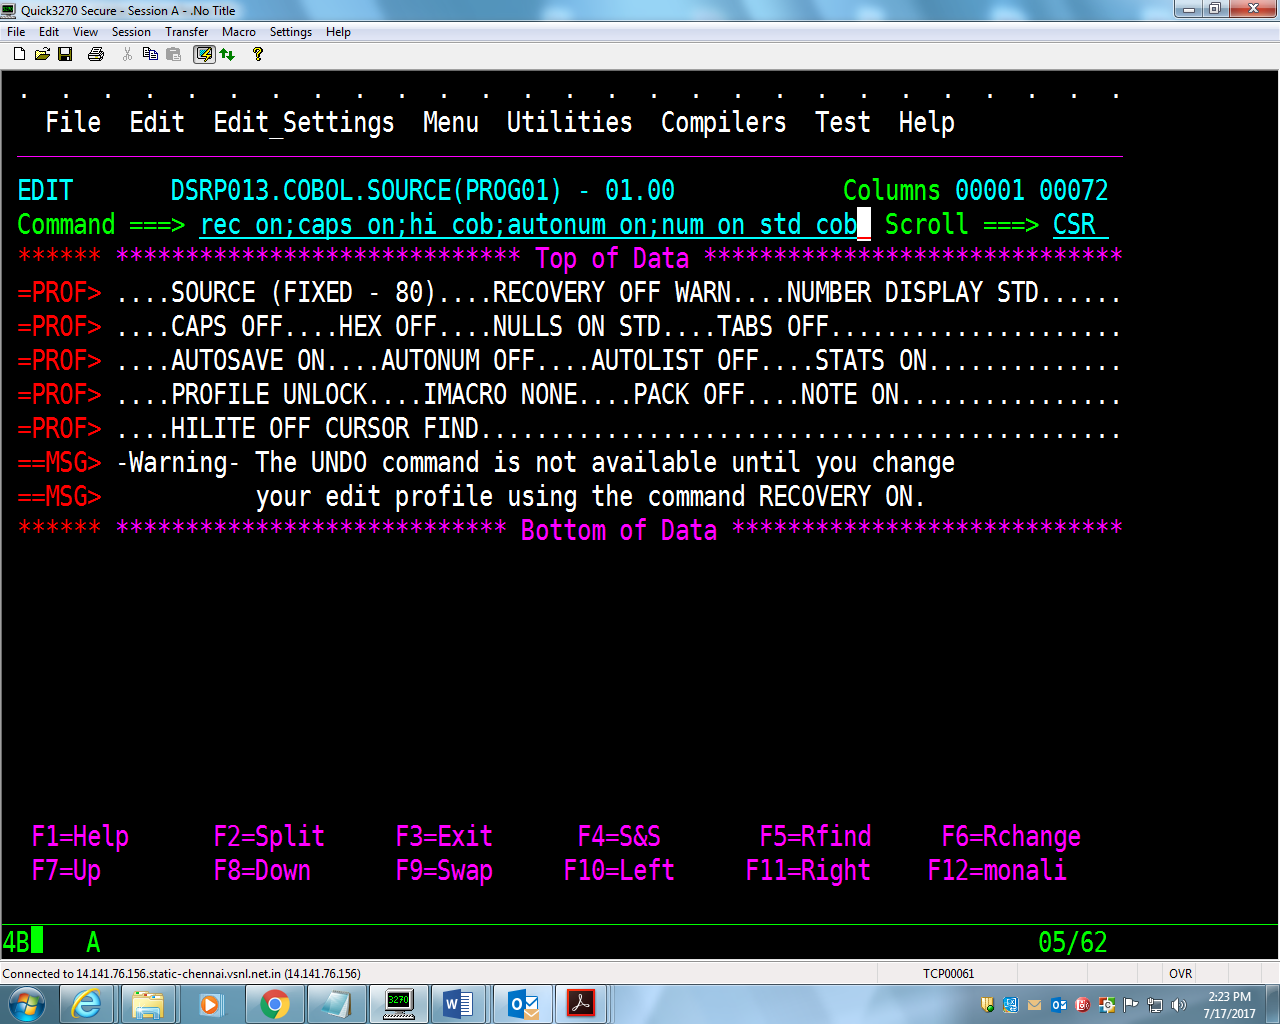 Quick3270 Secure - Session A - .No Title
File Edit View Session Transfer Macro Settings Help
. . . . . . . . . . . . . . . . . . . . . . . . . . .
File Edit Edit_Settings Menu Utilities Compilers Test Help
EDIT DSRP013.COBOL.SOURCE(PROG01) - 01.00 Columns 00001 00072
Command ===> rec on;caps on;hi cob;autonum on;num on std cob Scroll ===> CSR
****** ***************************** Top of Data ******************************
=PROF> ....SOURCE (FIXED - 80)....RECOVERY OFF WARN....NUMBER DISPLAY STD......
=PROF> ....CAPS OFF....HEX OFF....NULLS ON STD....TABS OFF.....................
=PROF> ....AUTOSAVE ON....AUTONUM OFF....AUTOLIST OFF....STATS ON..............
=PROF> ....PROFILE UNLOCK....IMACRO NONE....PACK OFF....NOTE ON................
=PROF> ....HILITE OFF CURSOR FIND..............................................
==MSG> -Warning- The UNDO command is not available until you change
==MSG> your edit profile using the command RECOVERY ON.
****** **************************** Bottom of Data ****************************
F1=Help F2=Split F3=Exit F4=S&S F5=Rfind F6=Rchange
F7=Up F8=Down F9=Swap F10=Left F11=Right F12=monali
4B A 05/62
Connected to 14.141.76.156.static-chennai.vsnl.net.in (14.141.76.156) TCP00061 OVR
3270
2:23 PM
7/17/2017